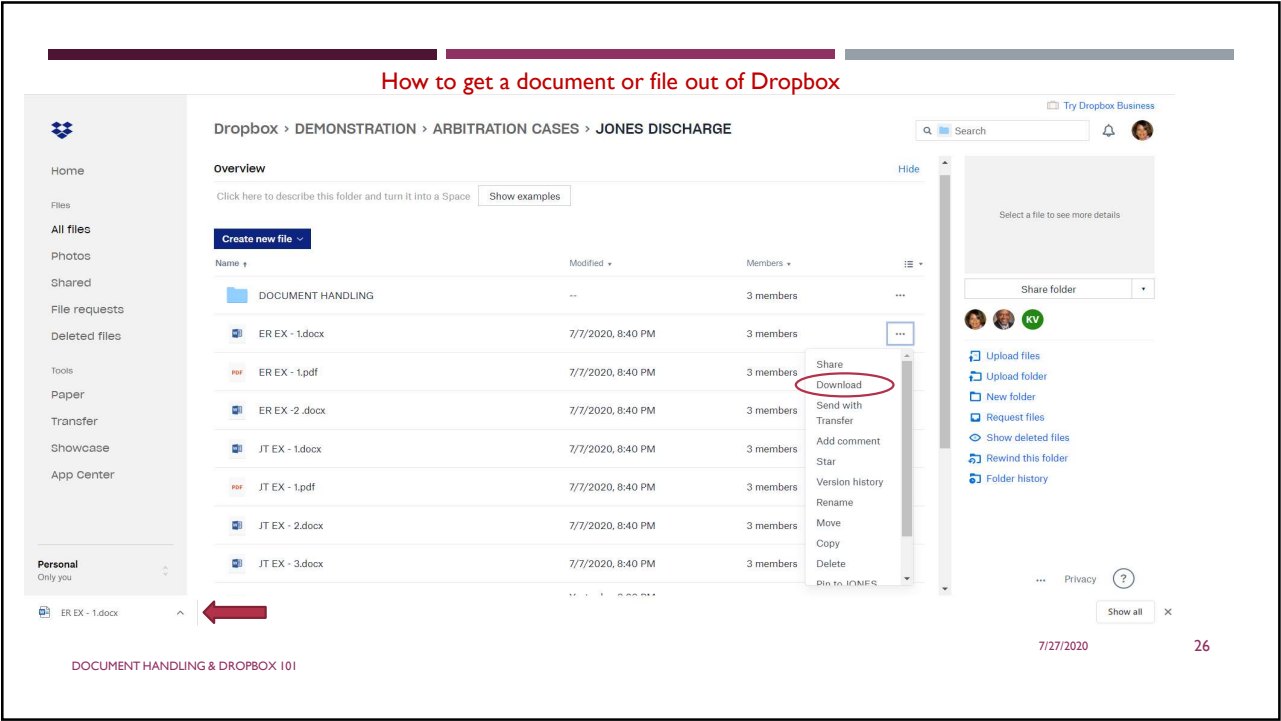 How to get a document or file out of Dropbox
Try Dropbox Business
Dropbox › DEMONSTRATION › ARBITRATION CASES › JONES DISCHARGE
Search
Home
Files
All files
Photos
Shared
File requests
Deleted files
Tools
Paper
Transfer
Showcase
App Center
Personal
Only you
Overview
Hide
Click here to describe this folder and turn it into a Space
Show examples
Create new file
Name Modified Members
DOCUMENT HANDLING -- 3 members ...
ER EX - 1.docx 7/7/2020, 8:40 PM 3 members ...
ER EX - 1.pdf 7/7/2020, 8:40 PM 3 members
ER EX -2 .docx 7/7/2020, 8:40 PM 3 members
JT EX - 1.docx 7/7/2020, 8:40 PM 3 members
JT EX - 1.pdf 7/7/2020, 8:40 PM 3 members
JT EX - 2.docx 7/7/2020, 8:40 PM 3 members
JT EX - 3.docx 7/7/2020, 8:40 PM 3 members
Share
Download
Send with
Transfer
Add comment
Star
Version history
Rename
Move
Copy
Delete
Pin to JONES
Select a file to see more details
Share folder
KV
Upload files
Upload folder
New folder
Request files
Show deleted files
Rewind this folder
Folder history
... Privacy ?
ER EX - 1.docx
Show all
7/27/2020
26
DOCUMENT HANDLING & DROPBOX 101